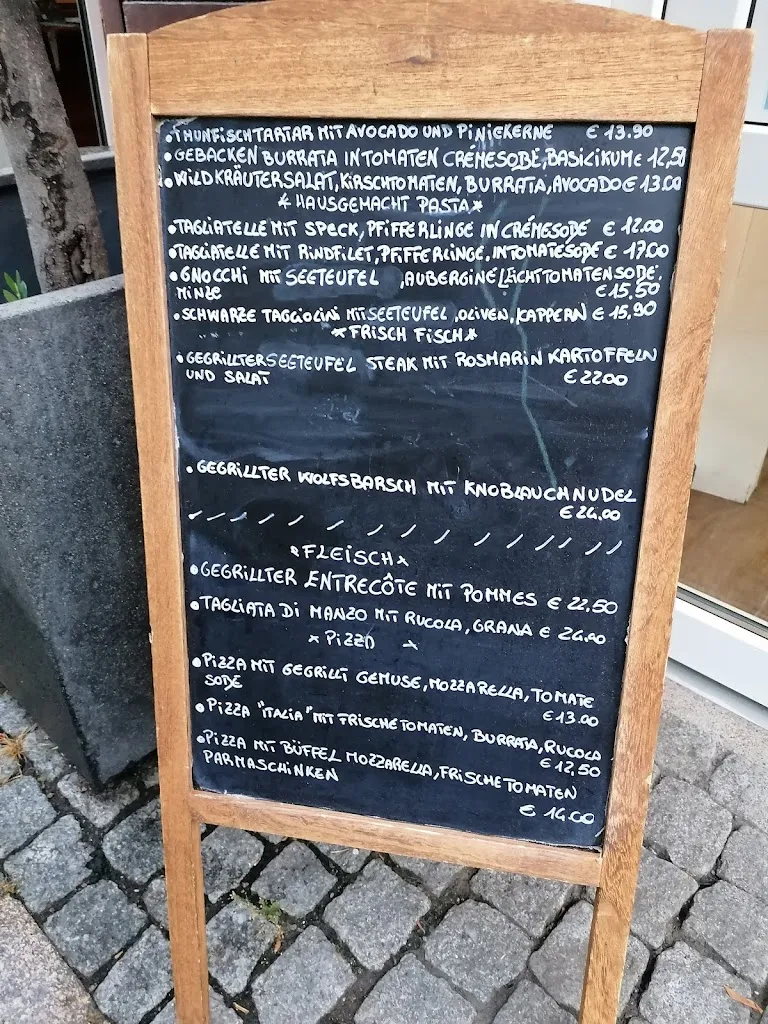 • THUNFISCHTARTAR MIT AVOCADO UND PINIEKERNE € 13.90
• GEBACKEN BURRATA IN TOMATEN CRÉMESOßE, BASILIKUM € 12,50
• WILDKRÄUTERSALAT, KIRSCHTOMATEN, BURRATA, AVOCADO € 13.00
* HAUSGEMACHT PASTA *
• TAGLIATELLE MIT SPECK, PFIFFERLINGE IN CRÉMESOßE € 12.00
• TAGLIATELLE MIT RINDFILET, PFIFFERLINGE, IN TOMATESOßE € 17.00
• GNOCCHI MIT SEETEUFEL , AUBERGINE LEICHT TOMATENSOßE,
MINZE € 15,50
• SCHWARZE TAGLIOLINI MIT SEETEUFEL, OLIVEN, KAPPERN € 15,90
* FRISCH FISCH *
• GEGRILLTER SEETEUFEL STEAK MIT ROSMARIN KARTOFFELN
UND SALAT € 22.00
• GEGRILLTER WOLFSBARSCH MIT KNOBLAUCHNUDEL
€ 24.00
* FLEISCH *
• GEGRILLTER ENTRECÔTE MIT POMMES € 22.50
• TAGLIATA DI MANZO MIT RUCOLA, GRANA € 24.00
* PIZZA *
• PIZZA MIT GEGRILLT GEMUSE, MOZZARELLA, TOMATE
SOßE € 13.00
• PIZZA "ITALIA" MIT FRISCHE TOMATEN, BURRATA, RUCOLA
€ 12,50
• PIZZA MIT BÜFFEL MOZZARELLA, FRISCHE TOMATEN
PARMASCHINKEN
€ 14.00